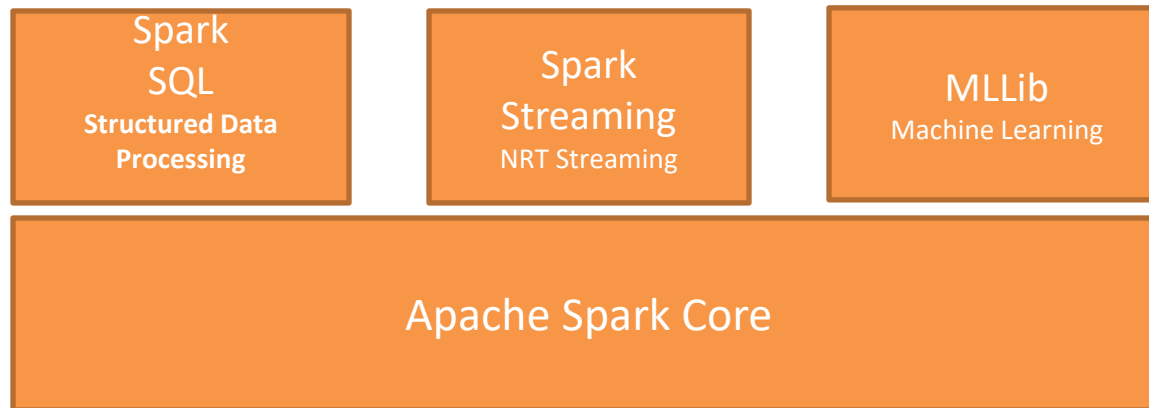 Spark
SQL
Structured Data
Processing
Spark
Streaming
NRT Streaming
MLLib
Machine Learning
Apache Spark Core